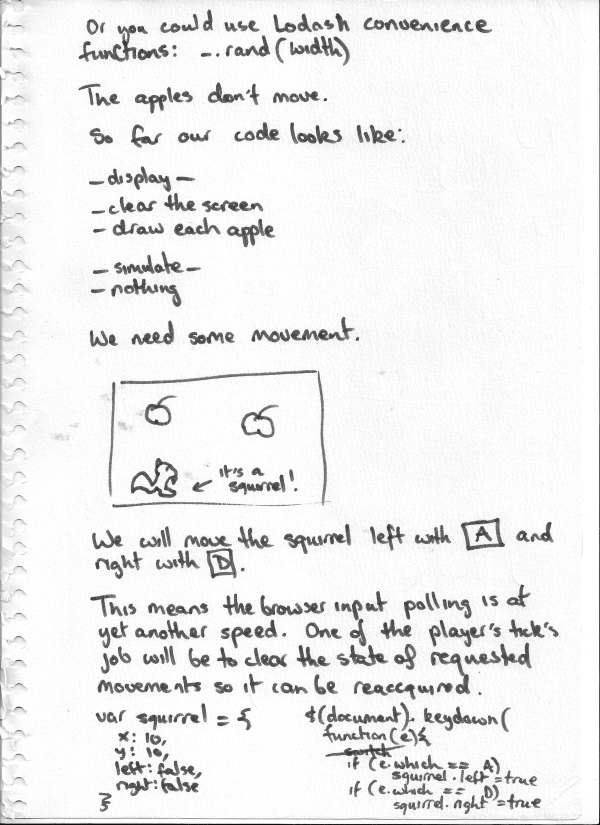 Or you could use Lodash convenience
functions: _.rand(width)
The apples don't move.
So far our code looks like:
- display -
- clear the screen
- draw each apple
- simulate -
- nothing
We need some movement.
it's a
squirrel!
We will move the squirrel left with A and
right with D.
This means the browser input polling is at
yet another speed. One of the player's tick's
job will be to clear the state of requested
movements so it can be reaccquired.
var squirrel = {
x: 10,
y: 10,
left: false,
right: false
}
$(document). keydown(
function(e){
switch
if (e.which == A)
squirrel.left = true
if (e.which == D)
squirrel.right = true